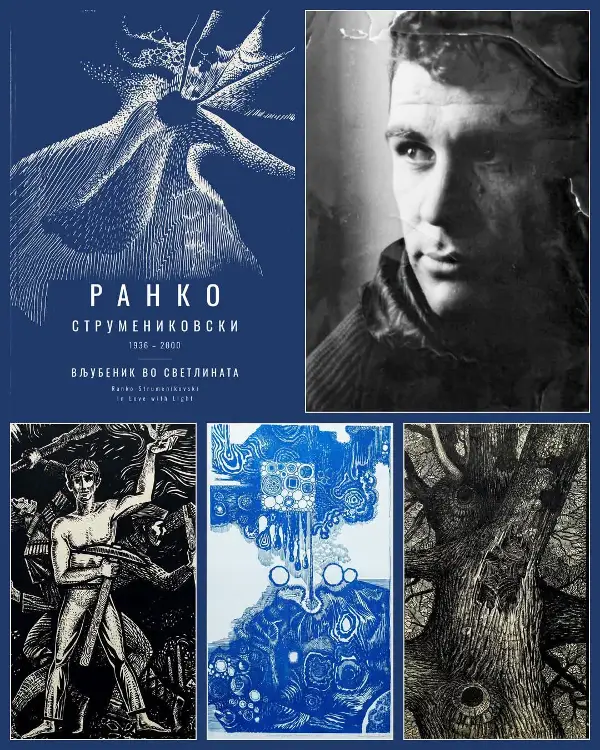 РАНКО
СТРУМЕНИКОВСКИ
1936 – 2000
ВЉУБЕНИК ВО СВЕТЛИНАТА
Ranko Strumenikovski
In Love with Light